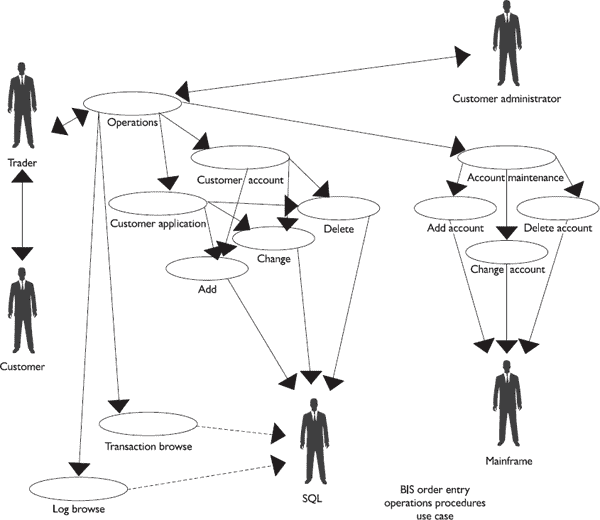 Customer administrator
Operations
Trader
Customer account
Account maintenance
Customer application
Delete
Add account
Delete account
Change
Change account
Add
Customer
Transaction browse
Mainframe
SQL
Log browse
BIS order entry
operations procedures
use case